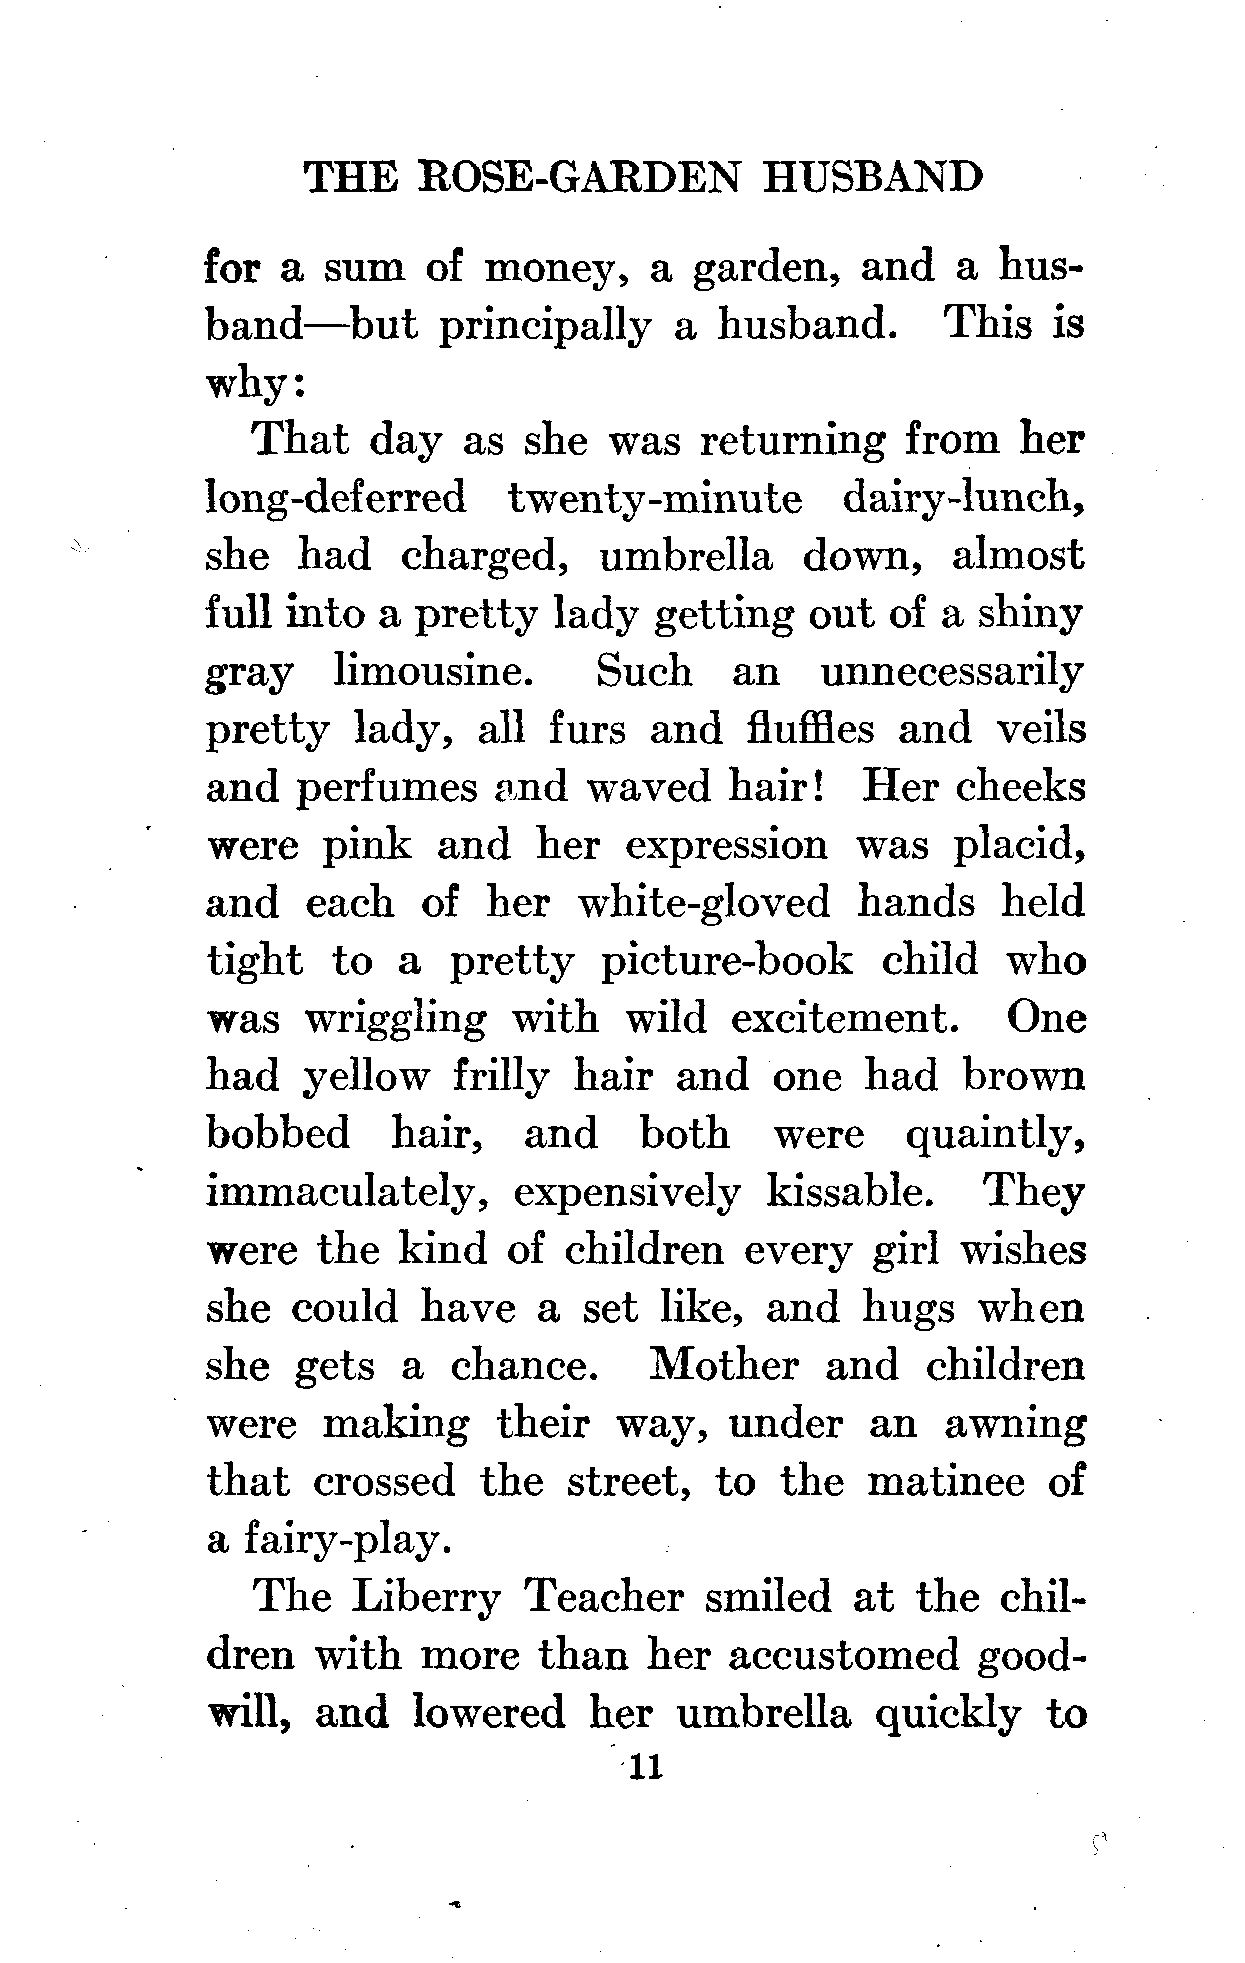 THE ROSE-GARDEN HUSBAND
for a sum of money, a garden, and a hus-
band—but principally a husband. This is
why:
That day as she was returning from her
long-deferred twenty-minute dairy-lunch,
she had charged, umbrella down, almost
full into a pretty lady getting out of a shiny
gray limousine. Such an unnecessarily
pretty lady, all furs and fluffles and veils
and perfumes and waved hair! Her cheeks
were pink and her expression was placid,
and each of her white-gloved hands held
tight to a pretty picture-book child who
was wriggling with wild excitement. One
had yellow frilly hair and one had brown
bobbed hair, and both were quaintly,
immaculately, expensively kissable. They
were the kind of children every girl wishes
she could have a set like, and hugs when
she gets a chance. Mother and children
were making their way, under an awning
that crossed the street, to the matinee of
a fairy-play.
The Liberry Teacher smiled at the chil-
dren with more than her accustomed good-
will, and lowered her umbrella quickly to
11